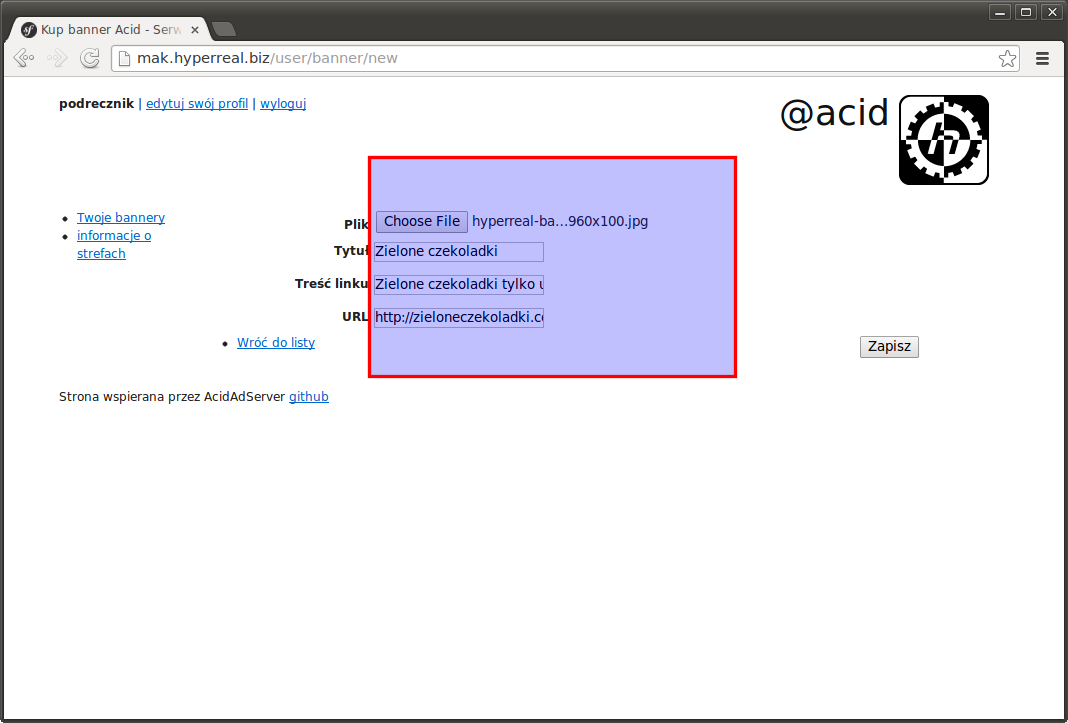 Kup banner Acid - Serw
mak.hyperreal.biz/user/banner/new
podrecznik | edytuj swój profil | wyloguj
@acid
Twoje bannery
informacje o
strefach
Plik Choose File hyperreal-ba...960x100.jpg
Tytuł Zielone czekoladki
Treść linku Zielone czekoladki tylko u
URL http://zieloneczekoladki.co
Wróć do listy
Zapisz
Strona wspierana przez AcidAdServer github